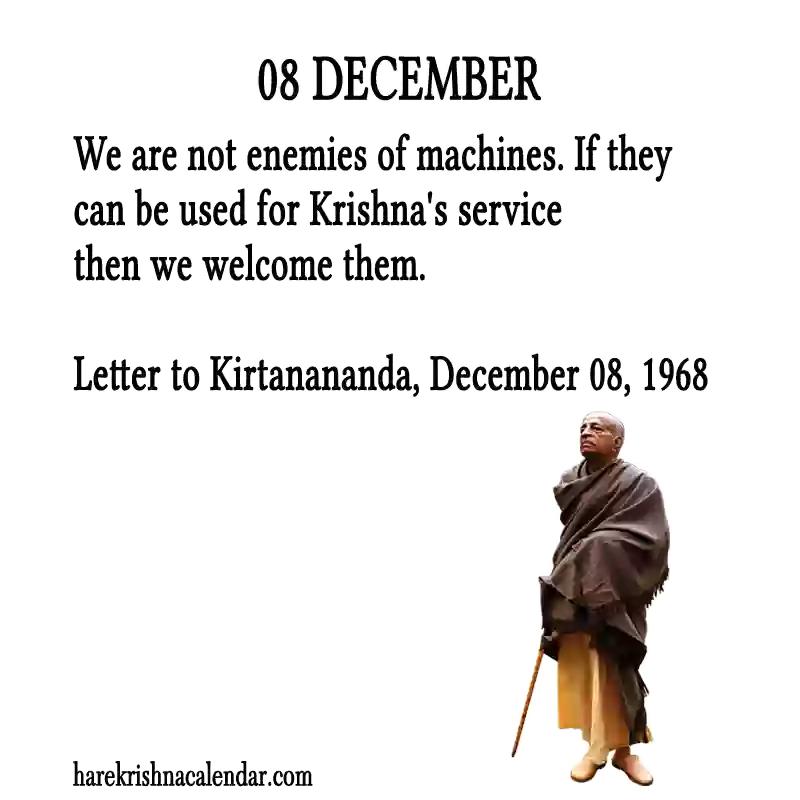 08 DECEMBER
We are not enemies of machines. If they
can be used for Krishna's service
then we welcome them.
Letter to Kirtanananda, December 08, 1968
harekrishnacalendar.com